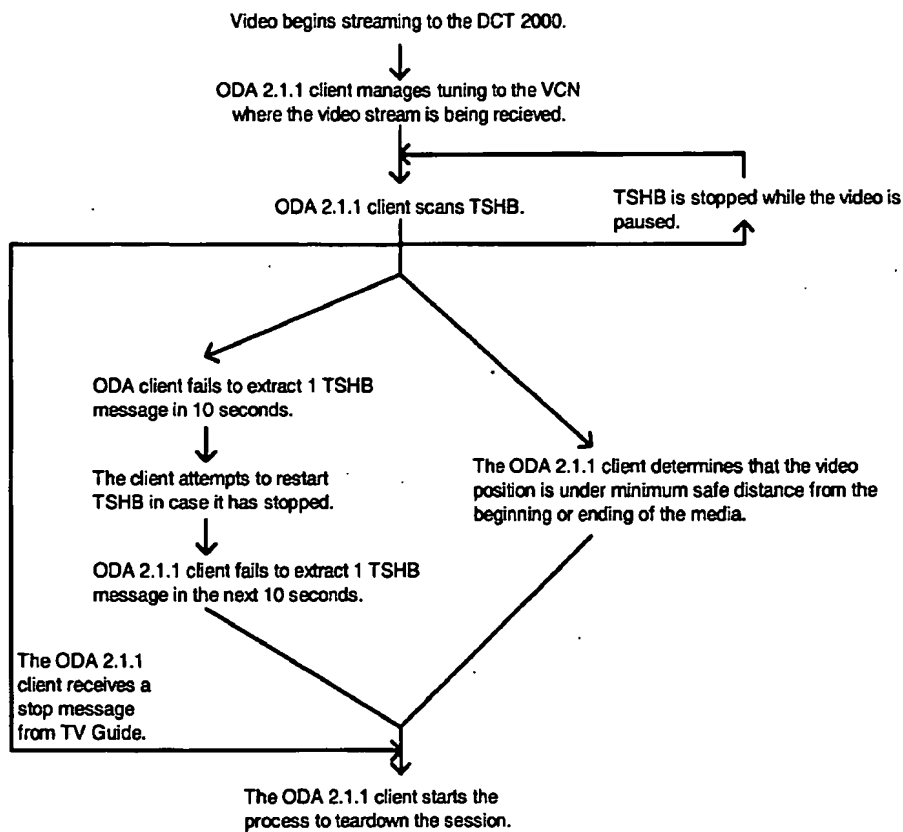 Video begins streaming to the DCT 2000.
ODA 2.1.1 client manages tuning to the VCN
where the video stream is being recieved.
ODA 2.1.1 client scans TSHB.
TSHB is stopped while the video is
paused.
ODA client fails to extract 1 TSHB
message in 10 seconds.
The client attempts to restart
TSHB in case it has stopped.
ODA 2.1.1 client fails to extract 1 TSHB
message in the next 10 seconds.
The ODA 2.1.1 client determines that the video
position is under minimum safe distance from the
beginning or ending of the media.
The ODA 2.1.1
client receives a
stop message
from TV Guide.
The ODA 2.1.1 client starts the
process to teardown the session.